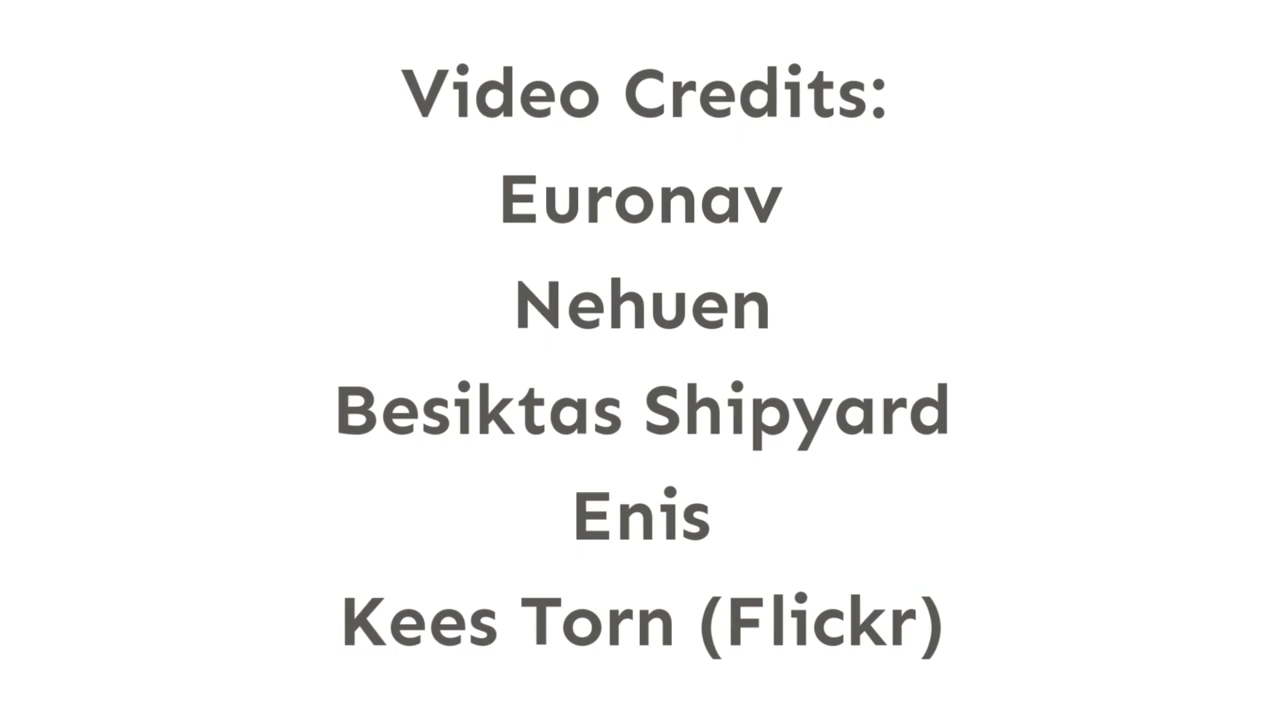 Video Credits:
Euronav
Nehuen
Besiktas Shipyard
Enis
Kees Torn (Flickr)